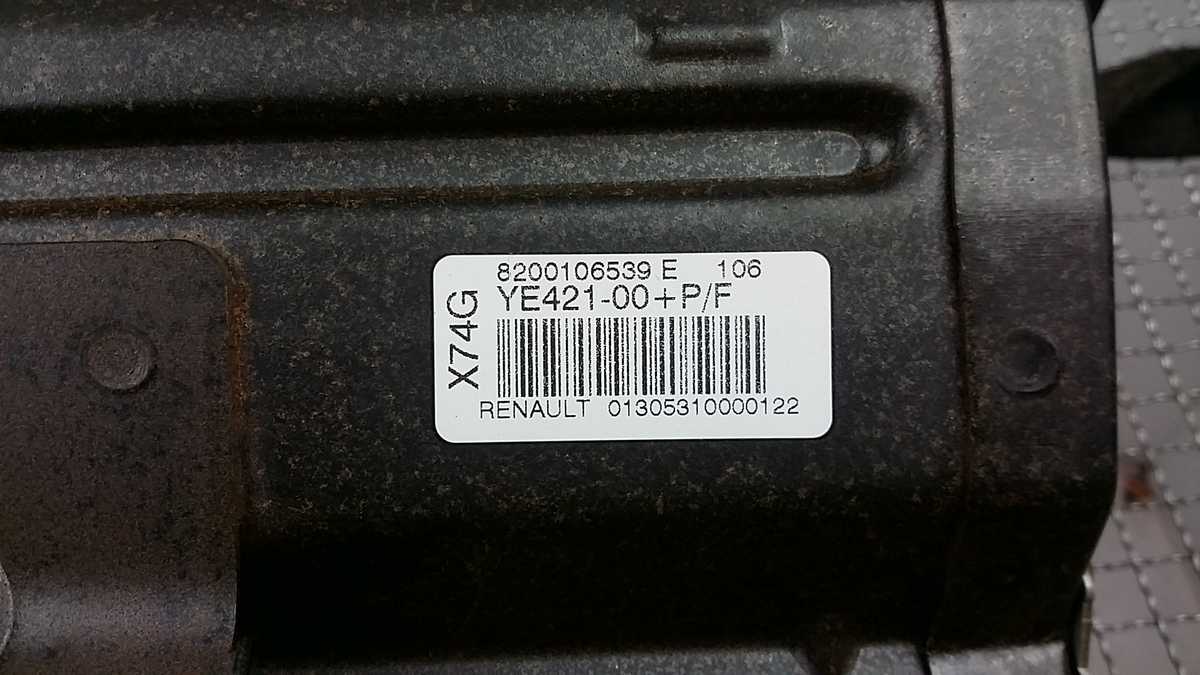 8200106539 E 106
YE421-00+P/F
X74G
RENAULT 01305310000122